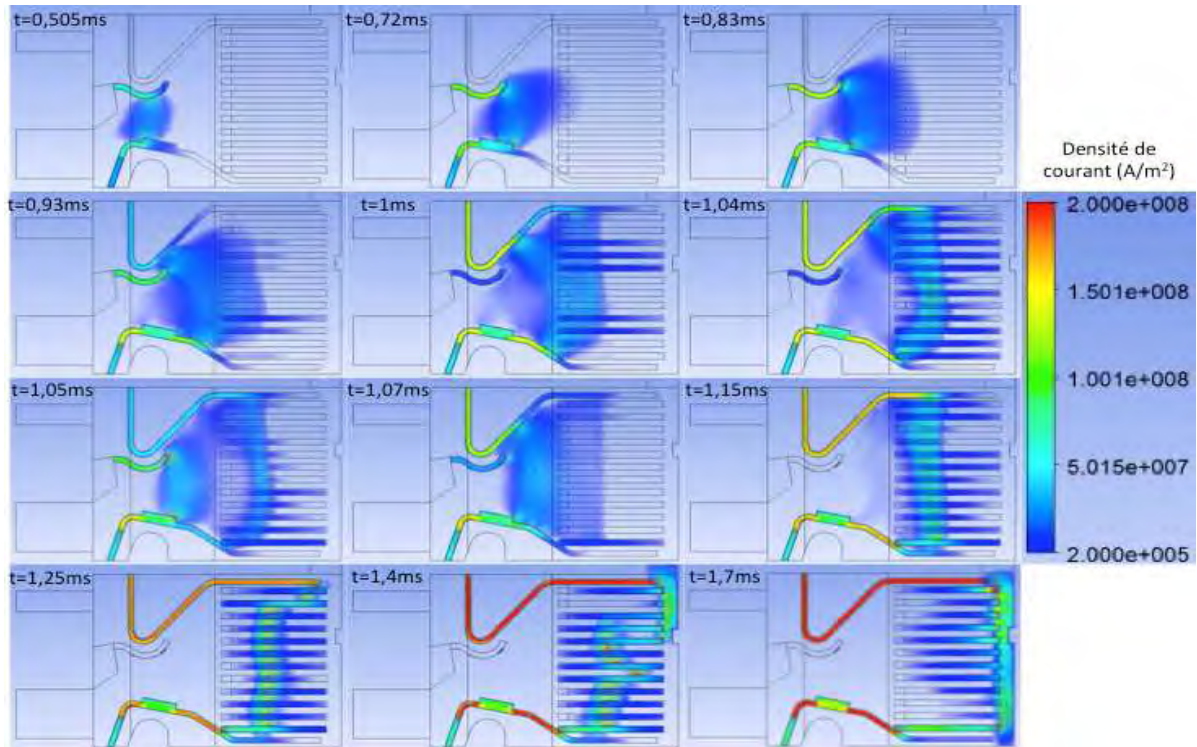 t=0,505ms
t=0,72ms
t=0,83ms
Densité de
courant (A/m²)
t=0,93ms
t=1ms
t=1,04ms
2.000e+008
1.501e+008
1.001e+008
5.015e+007
2.000e+005
t=1,05ms
t=1,07ms
t=1,15ms
t=1,25ms
t=1,4ms
t=1,7ms